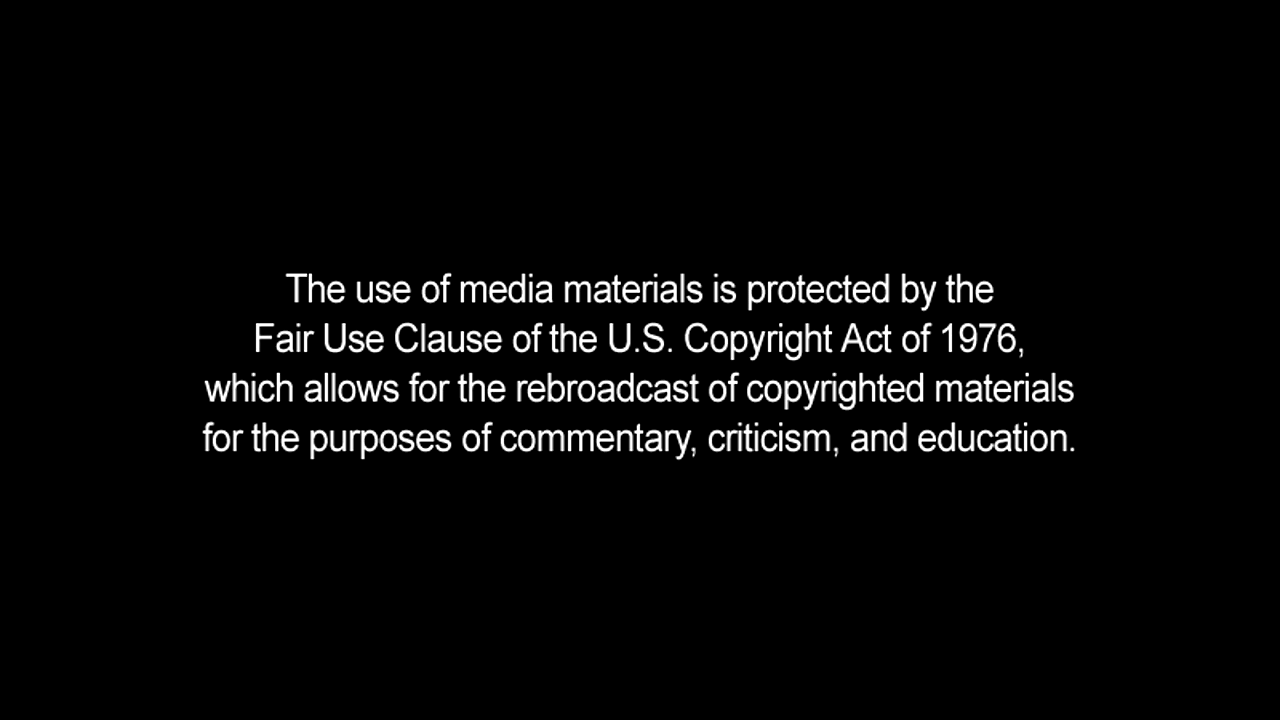 The use of media materials is protected by the
Fair Use Clause of the U.S. Copyright Act of 1976,
which allows for the rebroadcast of copyrighted materials
for the purposes of commentary, criticism, and education.